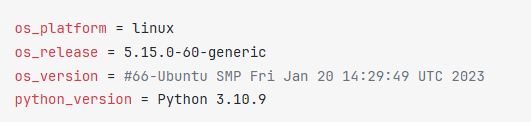 os_platform = linux
os_release = 5.15.0-60-generic
os_version = #66-Ubuntu SMP Fri Jan 20 14:29:49 UTC 2023
python_version = Python 3.10.9